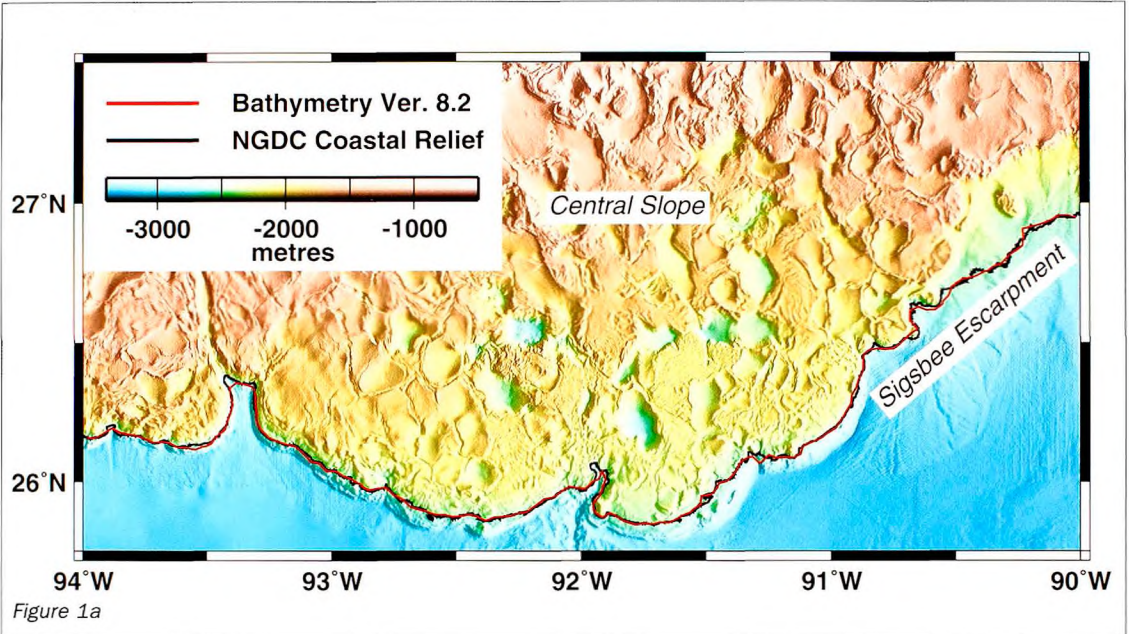 Bathymetry Ver. 8.2
NGDC Coastal Relief
-3000 -2000 -1000
metres
Central Slope
Sigsbee Escarpment
27°N
26°N
94°W 93°W 92°W 91°W 90°W
Figure 1a